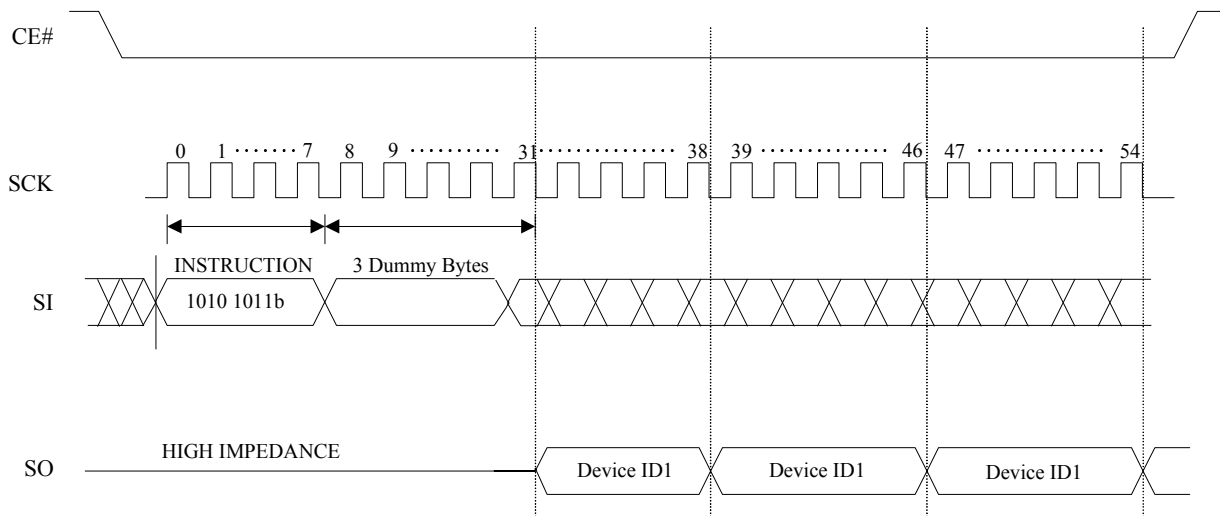 CE#
0 1 ······· 7 8 9 ·········· 31 ··············· 38 39 ·············· 46 47 ·············· 54
SCK
INSTRUCTION 3 Dummy Bytes
SI 1010 1011b
HIGH IMPEDANCE
SO Device ID1 Device ID1 Device ID1